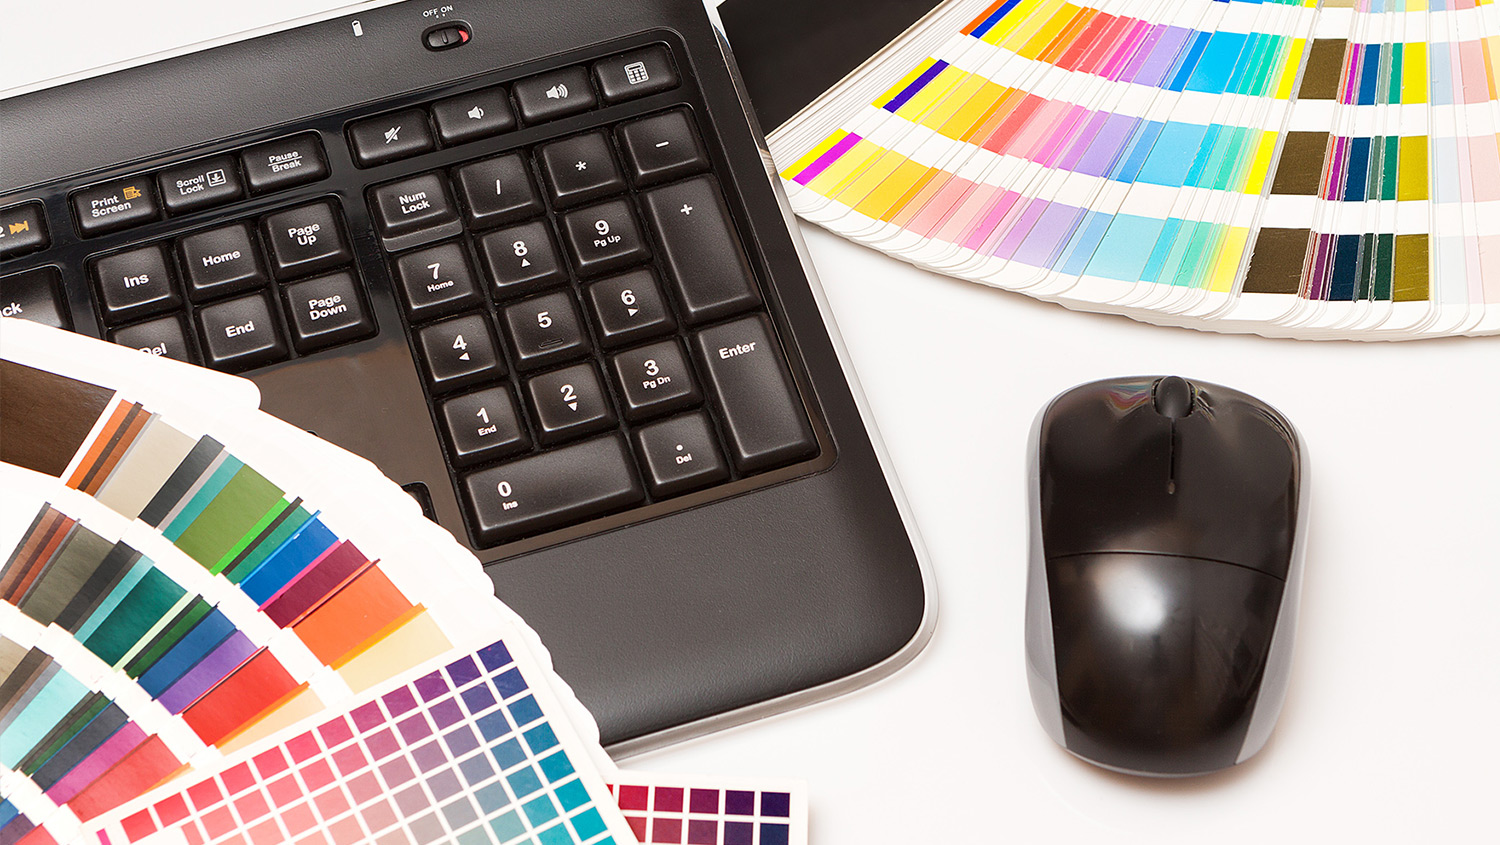 OFF ON
Print
Screen
Scroll
Lock
Pause
Break
Ins
Home
Page
Up
Del
End
Page
Down
Num
Lock
/
*
-
+
7
Home
8
9
Pg Up
4
5
6
1
End
2
3
Pg Dn
Enter
0
Ins
.
Del